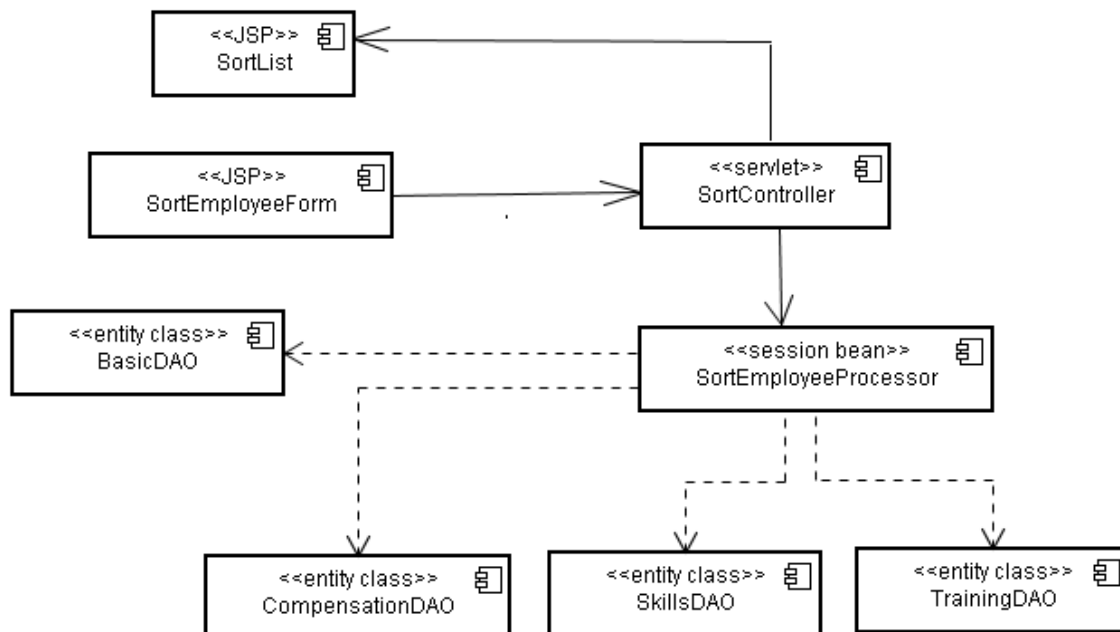 <<JSP>>
SortList
<<JSP>>
SortEmployeeForm
<<servlet>>
SortController
<<entity class>>
BasicDAO
<<session bean>>
SortEmployeeProcessor
<<entity class>>
CompensationDAO
<<entity class>>
SkillsDAO
<<entity class>>
TrainingDAO